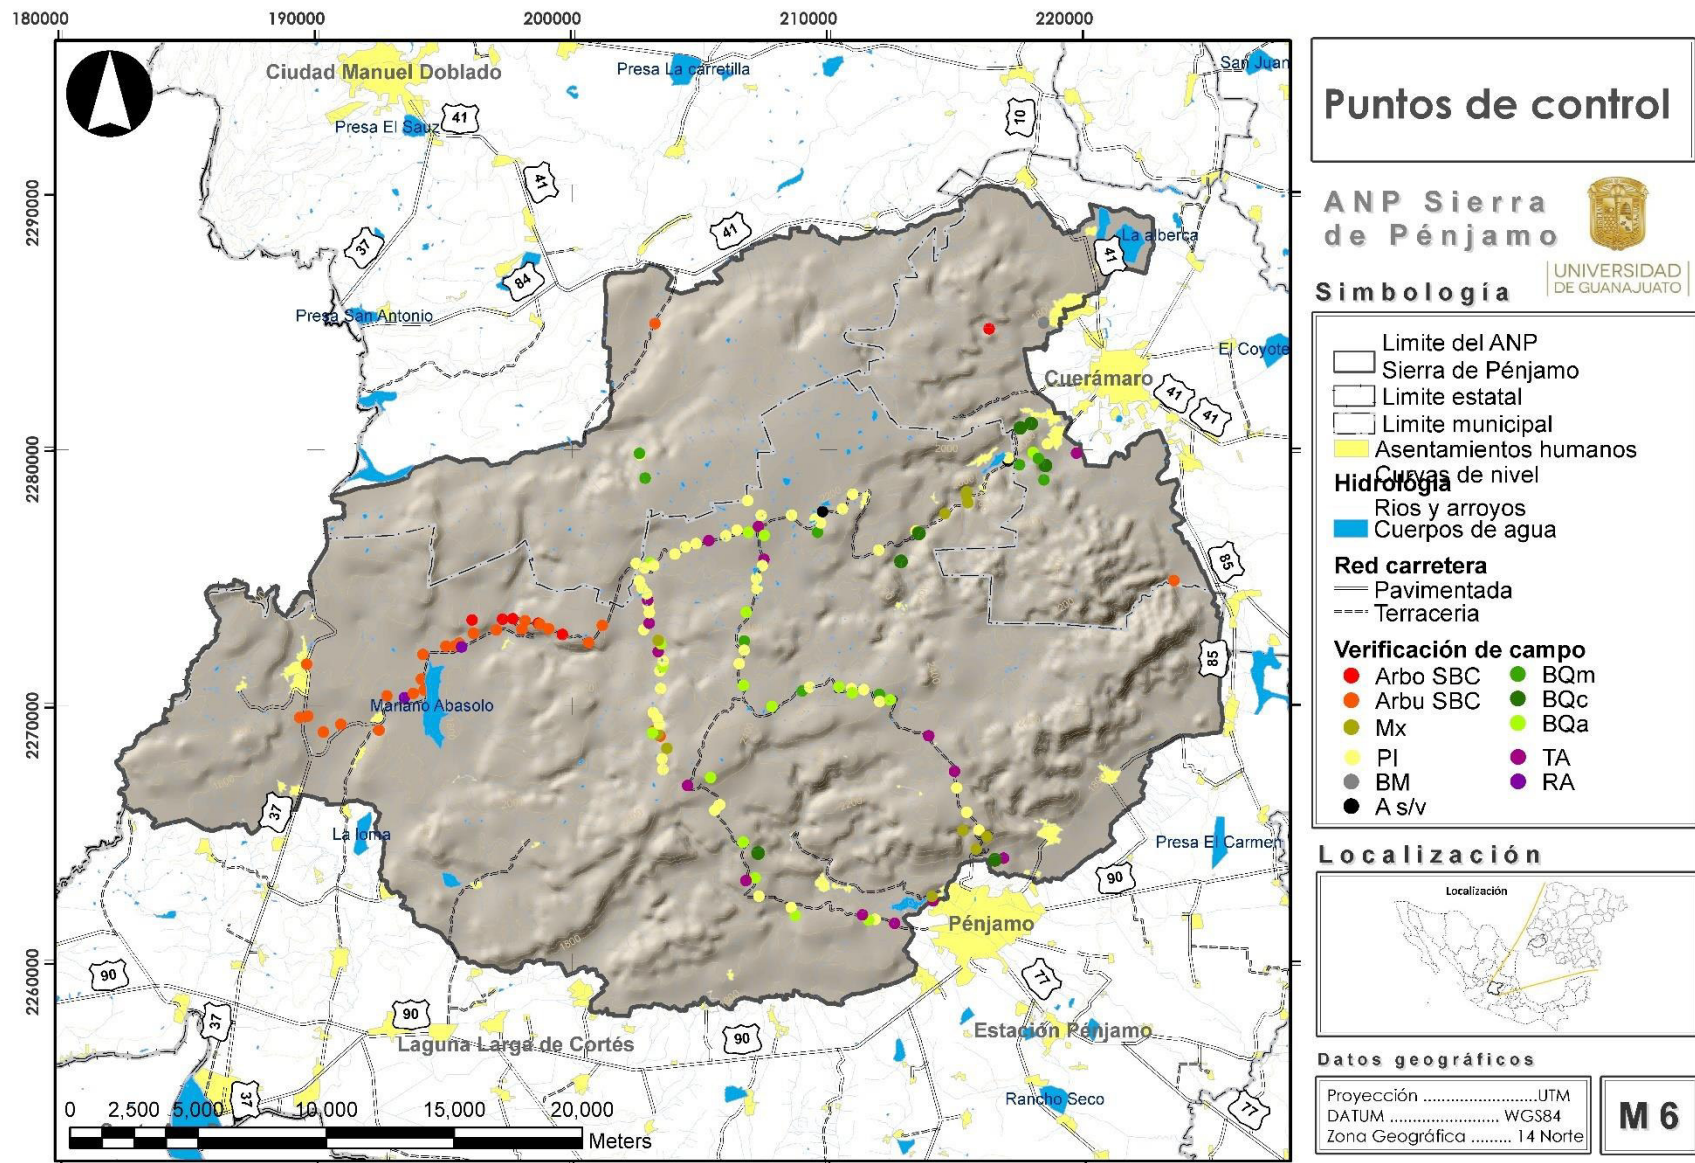 180000
190000
200000
210000
220000
2290000
2280000
2270000
2260000
Ciudad Manuel Doblado
Presa La carretilla
San Juan
Presa El Sauz
41
10
41
41
37
84
La alberca
41
Presa San Antonio
El Coyote
Cuerámaro
41
41
2000
85
85
Mariano Abasolo
1800
1800
37
La loma
Presa El Carmen
90
Pénjamo
1800
90
90
Laguna Larga de Cortés
37
77
Estación Pénjamo
90
37
Rancho Seco
77
0 2,500 5,000 10,000 15,000 20,000
Meters
Puntos de control
ANP Sierra
de Pénjamo
UNIVERSIDAD
DE GUANAJUATO
Simbología
Limite del ANP
Sierra de Pénjamo
Limite estatal
Limite municipal
Asentamientos humanos
Curvas de nivel
Hidrología
Rios y arroyos
Cuerpos de agua
Red carretera
Pavimentada
Terraceria
Verificación de campo
Arbo SBC
Arbu SBC
Mx
PI
BM
A s/v
BQm
BQc
BQa
TA
RA
Localización
Localización
Datos geográficos
Proyección ........................UTM
DATUM ...................... WGS84
Zona Geográfica ......... 14 Norte
M 6